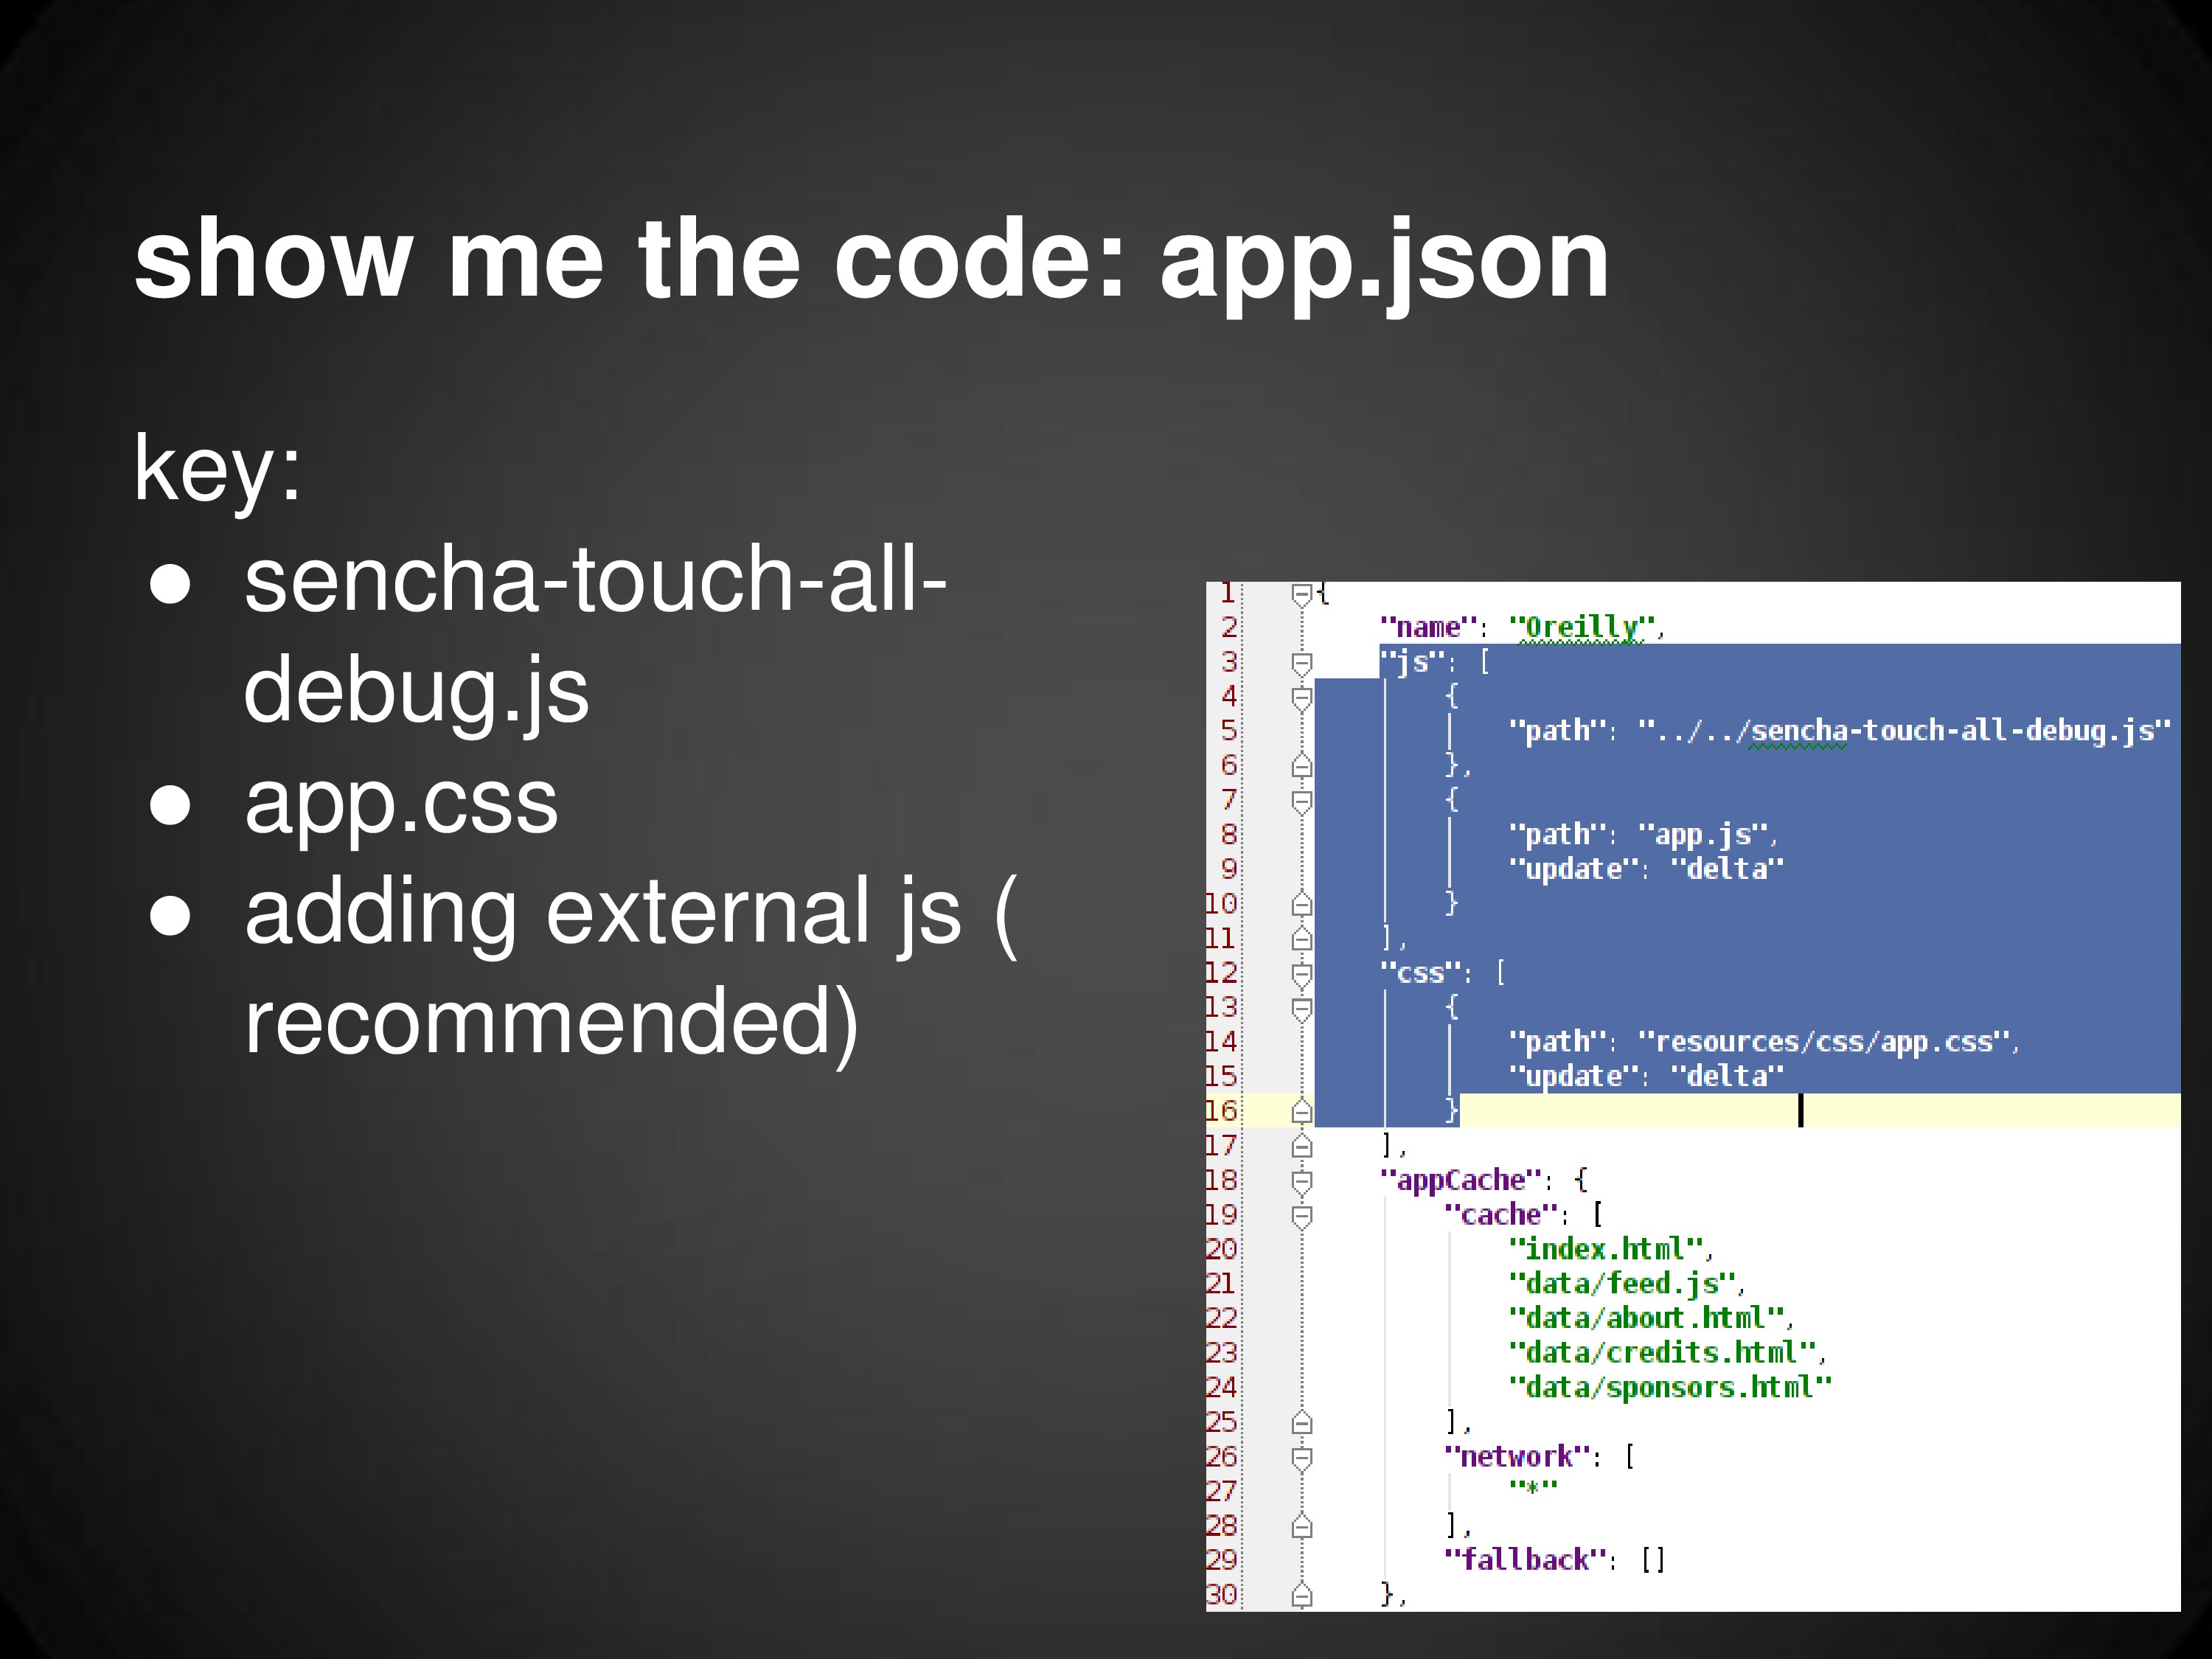 show me the code: app.json
key:
● sencha-touch-all-
debug.js
● app.css
● adding external js (
recommended)
1 {
2 "name": "Oreilly",
3 "js": [
4 {
5 "path": "../../sencha-touch-all-debug.js"
6 },
7 {
8 "path": "app.js",
9 "update": "delta"
10 }
11 ],
12 "css": [
13 {
14 "path": "resources/css/app.css",
15 "update": "delta"
16 }
17 ],
18 "appCache": {
19 "cache": [
20 "index.html",
21 "data/feed.js",
22 "data/about.html",
23 "data/credits.html",
24 "data/sponsors.html"
25 ],
26 "network": [
27 "*"
28 ],
29 "fallback": []
30 },